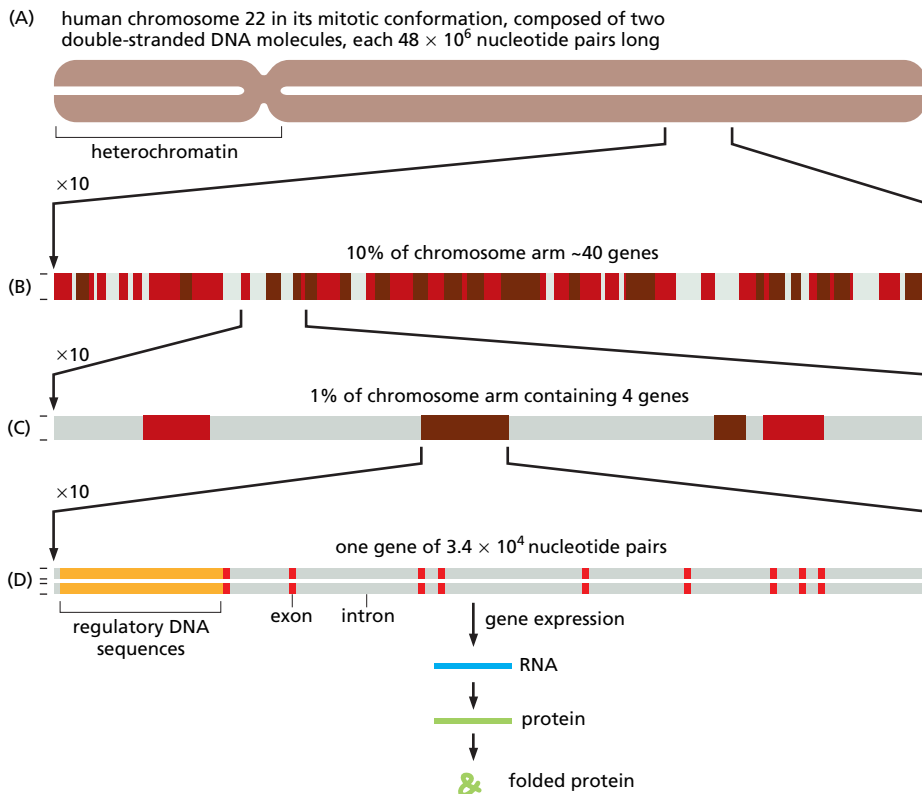 (A) human chromosome 22 in its mitotic conformation, composed of two
double-stranded DNA molecules, each 48 × 10⁶ nucleotide pairs long
heterochromatin
×10
10% of chromosome arm ~40 genes
(B)
×10
1% of chromosome arm containing 4 genes
(C)
×10
one gene of 3.4 × 10⁴ nucleotide pairs
(D)
regulatory DNA
sequences
exon
intron
gene expression
RNA
protein
folded protein